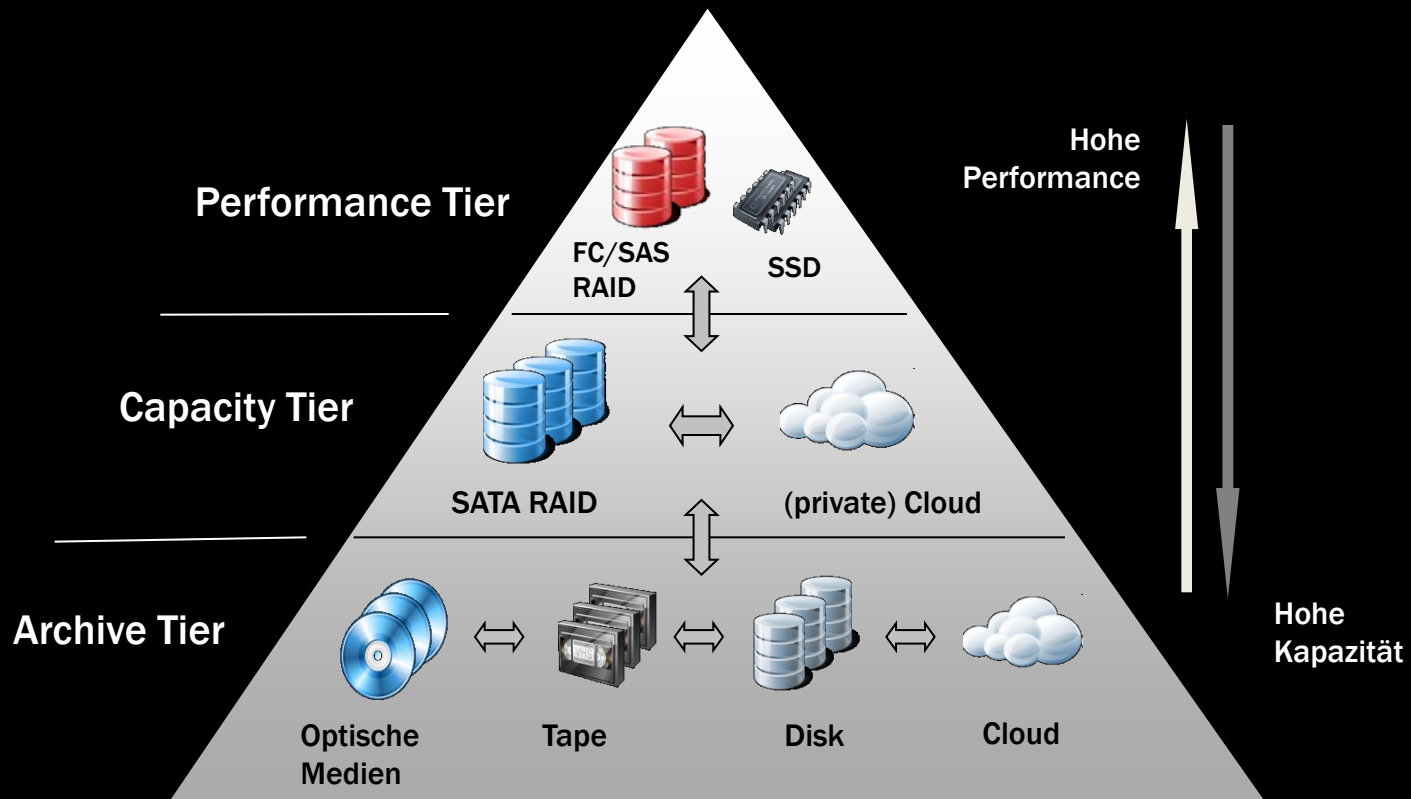 Hohe
Performance
Performance Tier
FC/SAS
RAID
SSD
Capacity Tier
SATA RAID
(private) Cloud
Archive Tier
Hohe
Kapazität
VHS
Optische
Medien
Tape
Disk
Cloud